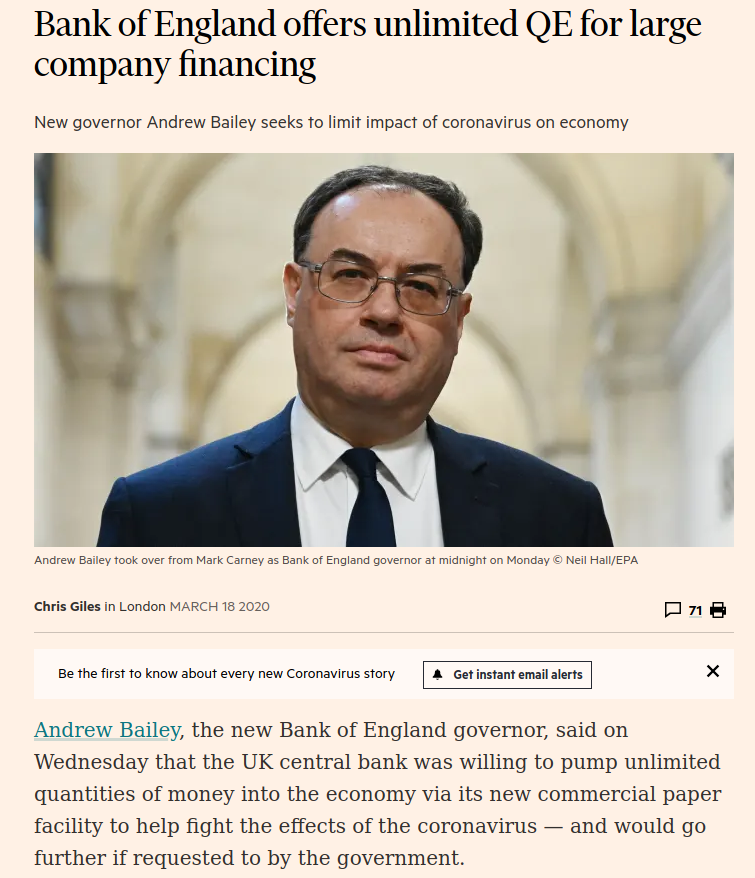 Bank of England offers unlimited QE for large
company financing
New governor Andrew Bailey seeks to limit impact of coronavirus on economy
Andrew Bailey took over from Mark Carney as Bank of England governor at midnight on Monday © Neil Hall/EPA
Chris Giles in London MARCH 18 2020
71
Be the first to know about every new Coronavirus story
Get instant email alerts
Andrew Bailey, the new Bank of England governor, said on
Wednesday that the UK central bank was willing to pump unlimited
quantities of money into the economy via its new commercial paper
facility to help fight the effects of the coronavirus — and would go
further if requested to by the government.